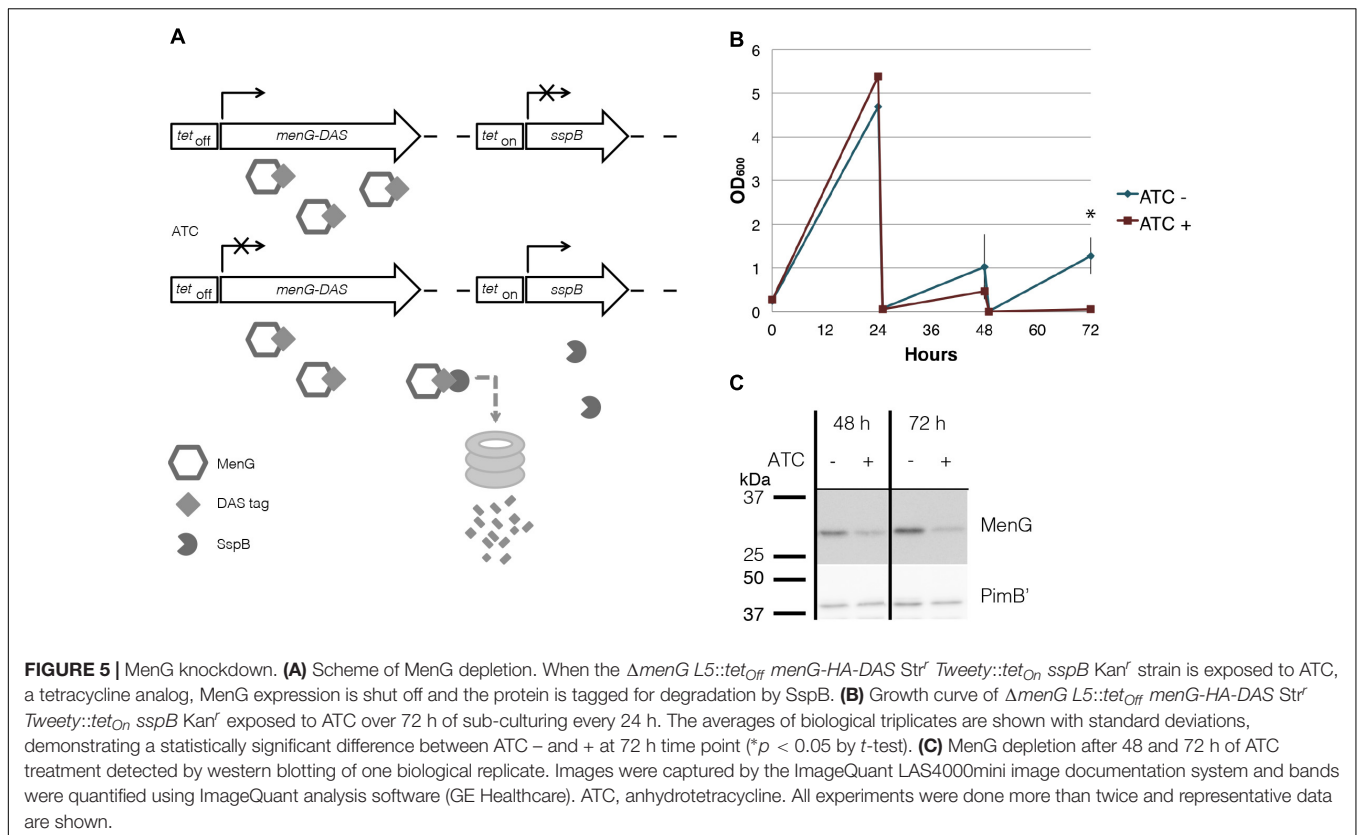 A
tet off
menG-DAS
tet on
sspB
ATC
tet off
menG-DAS
tet on
sspB
MenG
DAS tag
SspB
B
6
5
4
3
2
1
0
OD600
0 12 24 36 48 60 72
Hours
*
ATC -
ATC +
C
48 h 72 h
ATC - + - +
kDa
37
25
MenG
50
37
PimB'
FIGURE 5 | MenG knockdown. (A) Scheme of MenG depletion. When the ΔmenG L5::tetOff menG-HA-DAS Strr Tweety::tetOn sspB Kanr strain is exposed to ATC,
a tetracycline analog, MenG expression is shut off and the protein is tagged for degradation by SspB. (B) Growth curve of ΔmenG L5::tetOff menG-HA-DAS Strr
Tweety::tetOn sspB Kanr exposed to ATC over 72 h of sub-culturing every 24 h. The averages of biological triplicates are shown with standard deviations,
demonstrating a statistically significant difference between ATC – and + at 72 h time point (*p < 0.05 by t-test). (C) MenG depletion after 48 and 72 h of ATC
treatment detected by western blotting of one biological replicate. Images were captured by the ImageQuant LAS4000mini image documentation system and bands
were quantified using ImageQuant analysis software (GE Healthcare). ATC, anhydrotetracycline. All experiments were done more than twice and representative data
are shown.